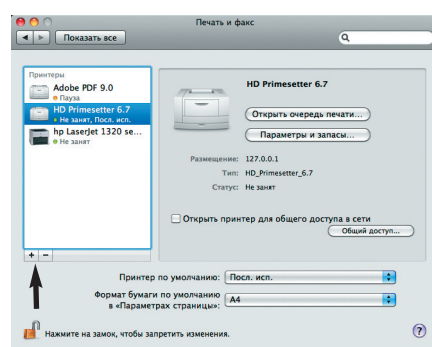 Печать и факс
Показать все
Принтеры
Adobe PDF 9.0
Пауза
HD Primesetter 6.7
Не занят, Посл. исп.
hp LaserJet 1320 se...
Не занят
+ −
HD Primesetter 6.7
Открыть очередь печати...
Параметры и запасы...
Размещение: 127.0.0.1
Тип: HD_Primesetter_6.7
Статус: Не занят
Открыть принтер для общего доступа в сети
Общий доступ...
Принтер по умолчанию: Посл. исп.
Формат бумаги по умолчанию
в «Параметрах страницы»: A4
Нажмите на замок, чтобы запретить изменения.
?